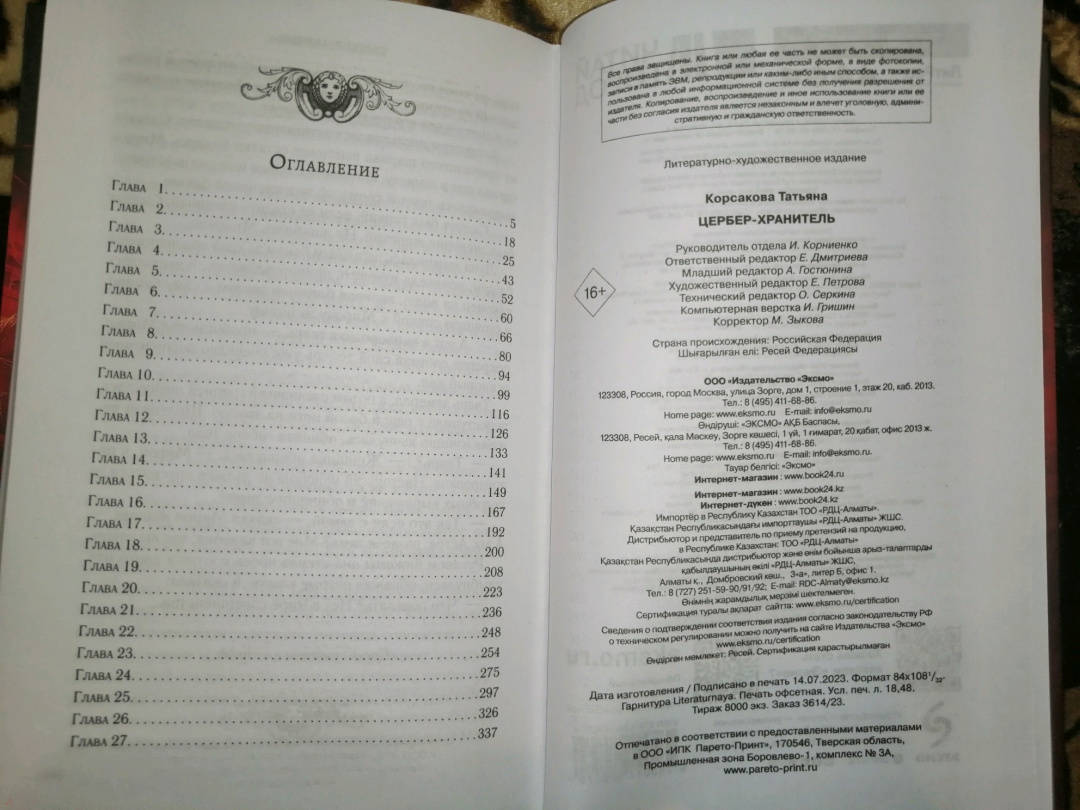 Оглавление
Глава 1. 5
Глава 2. 18
Глава 3. 25
Глава 4. 43
Глава 5. 52
Глава 6. 60
Глава 7. 66
Глава 8. 80
Глава 9. 94
Глава 10. 99
Глава 11. 116
Глава 12. 126
Глава 13. 133
Глава 14. 141
Глава 15. 149
Глава 16. 167
Глава 17. 192
Глава 18. 200
Глава 19. 208
Глава 20. 223
Глава 21. 236
Глава 22. 248
Глава 23. 254
Глава 24. 275
Глава 25. 297
Глава 26. 326
Глава 27. 337
Все права защищены. Книга или любая ее часть не может быть скопирована,
воспроизведена в электронной или механической форме, в виде фотокопии,
записи в память ЭВМ, репродукции или каким-либо иным способом, а также ис-
пользована в любой информационной системе без получения разрешения от
издателя. Копирование, воспроизведение и иное использование книги или ее
части без согласия издателя является незаконным и влечет уголовную, админи-
стративную и гражданскую ответственность.
Литературно-художественное издание
Корсакова Татьяна
ЦЕРБЕР-ХРАНИТЕЛЬ
Руководитель отдела И. Корниенко
Ответственный редактор Е. Дмитриева
Младший редактор А. Гостюнина
Художественный редактор Е. Петрова
Технический редактор О. Серкина
Компьютерная верстка И. Гришин
Корректор М. Зыкова
16+
Страна происхождения: Российская Федерация
Шығарылған елі: Ресей Федерациясы
ООО «Издательство «Эксмо»
123308, Россия, город Москва, улица Зорге, дом 1, строение 1, этаж 20, каб. 2013.
Тел.: 8 (495) 411-68-86.
Home page: www.eksmo.ru E-mail: info@eksmo.ru
Өндіруші: «ЭКСМО» АҚБ Баспасы,
123308, Ресей, қала Мәскеу, Зорге көшесі, 1 үй, 1 ғимарат, 20 қабат, офис 2013 ж.
Тел.: 8 (495) 411-68-86.
Home page: www.eksmo.ru E-mail: info@eksmo.ru.
Тауар белгісі: «Эксмо»
Интернет-магазин : www.book24.ru
Интернет-магазин : www.book24.kz
Интернет-дүкен : www.book24.kz
Импортёр в Республику Казахстан ТОО «РДЦ-Алматы».
Қазақстан Республикасындағы импорттаушы «РДЦ-Алматы» ЖШС.
Дистрибьютор и представитель по приему претензий на продукцию,
в Республике Казахстан: ТОО «РДЦ-Алматы»
Қазақстан Республикасында дистрибьютор және өнім бойынша арыз-талаптарды
қабылдаушының өкілі «РДЦ-Алматы» ЖШС,
Алматы қ., Домбровский көш., 3-«а», литер Б, офис 1.
Тел.: 8 (727) 251-59-90/91/92; E-mail: RDC-Almaty@eksmo.kz
Өнімнің жарамдылық мерзімі шектелмеген.
Сертификация туралы ақпарат сайтта: www.eksmo.ru/certification
Сведения о подтверждении соответствия издания согласно законодательству РФ
о техническом регулировании можно получить на сайте Издательства «Эксмо»
www.eksmo.ru/certification
Өндірген мемлекет: Ресей. Сертификация қарастырылмаған
Дата изготовления / Подписано в печать 14.07.2023. Формат 84x108 1/32.
Гарнитура Literaturnaya. Печать офсетная. Усл. печ. л. 18,48.
Тираж 8000 экз. Заказ 3614/23.
Отпечатано в соответствии с предоставленными материалами
в ООО «ИПК Парето-Принт», 170546, Тверская область,
Промышленная зона Боровлево-1, комплекс № 3А,
www.pareto-print.ru